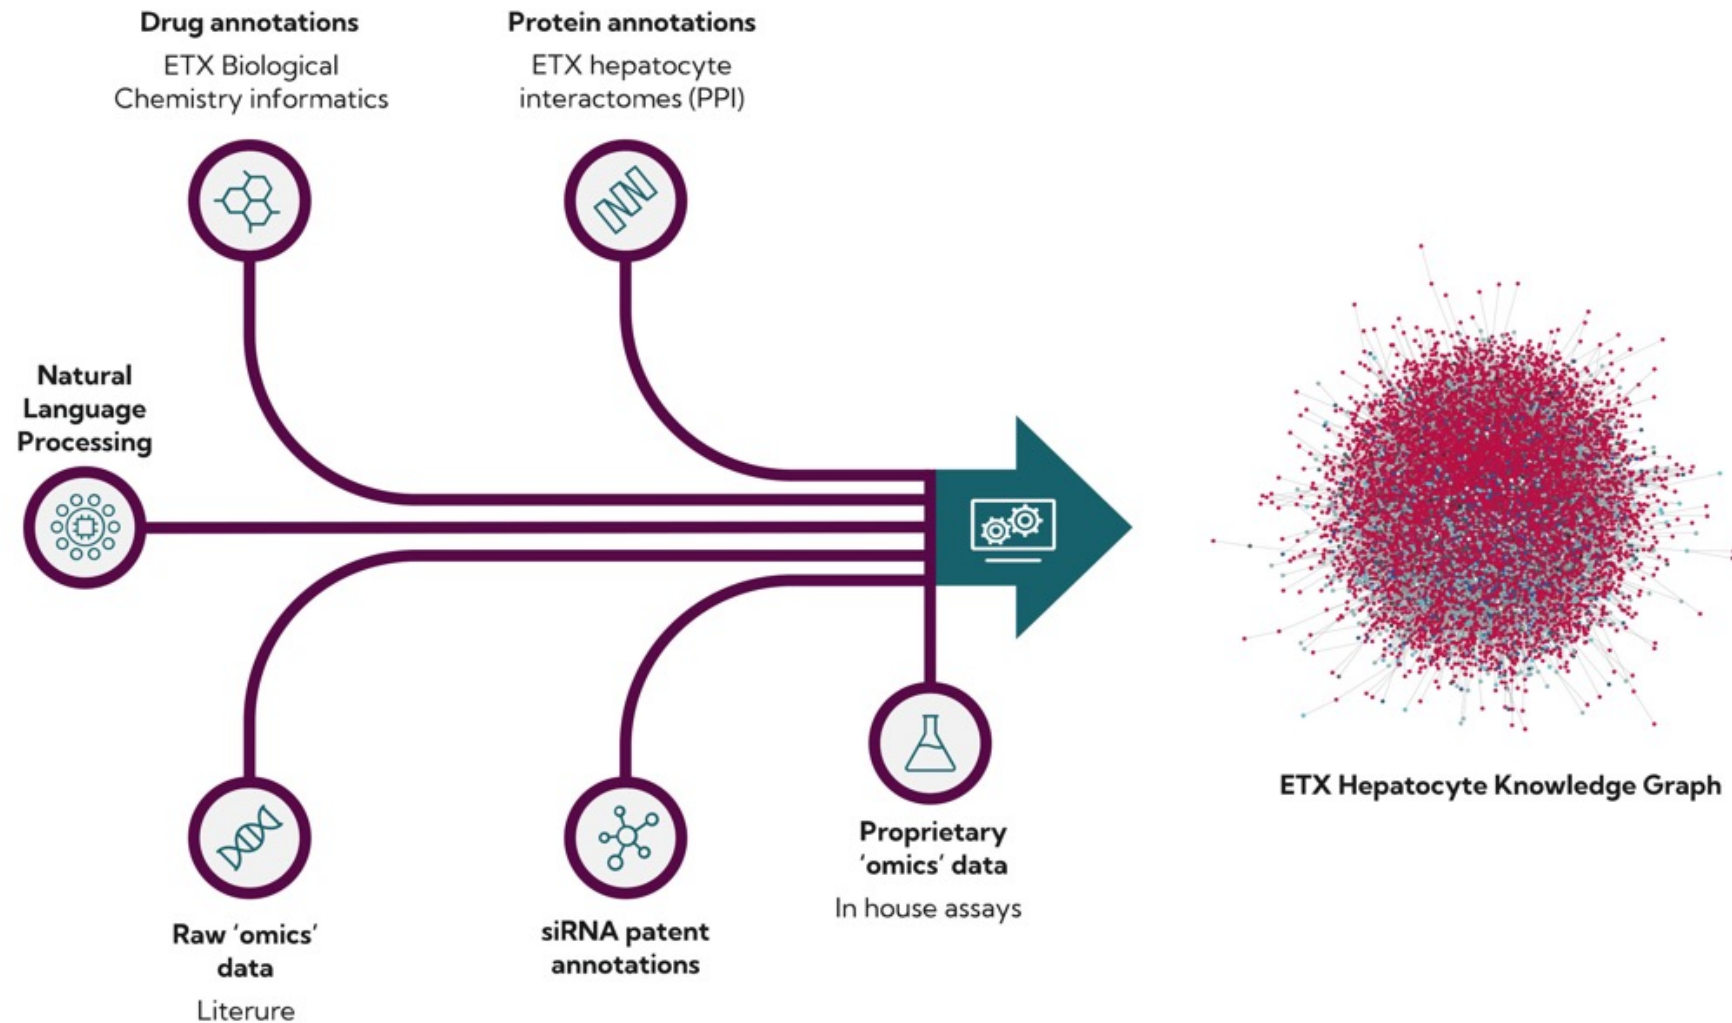 Drug annotations
ETX Biological
Chemistry informatics
Protein annotations
ETX hepatocyte
interactomes (PPI)
Natural
Language
Processing
Raw ‘omics’
data
Literure
siRNA patent
annotations
Proprietary
‘omics’ data
In house assays
ETX Hepatocyte Knowledge Graph